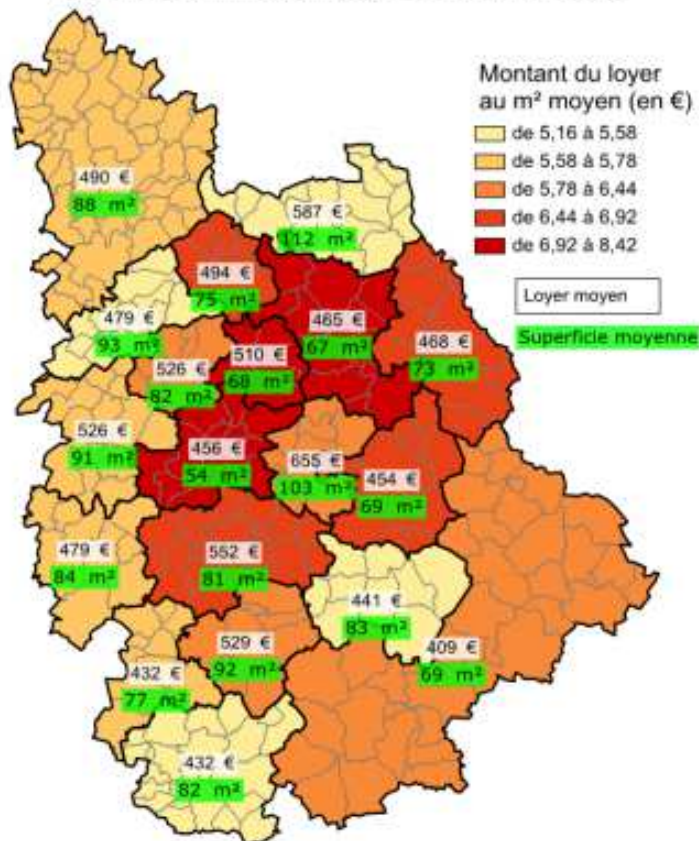 Montant du loyer
au m² moyen (en €)
de 5,16 à 5,58
de 5,58 à 5,78
de 5,78 à 6,44
de 6,44 à 6,92
de 6,92 à 8,42
Loyer moyen
Superficie moyenne
490 €
88 m²
587 €
112 m²
494 €
75 m²
479 €
93 m²
465 €
67 m²
468 €
73 m²
510 €
68 m²
526 €
82 m²
526 €
91 m²
456 €
54 m²
655 €
103 m²
454 €
69 m²
479 €
84 m²
552 €
81 m²
441 €
83 m²
529 €
92 m²
409 €
69 m²
432 €
77 m²
432 €
82 m²